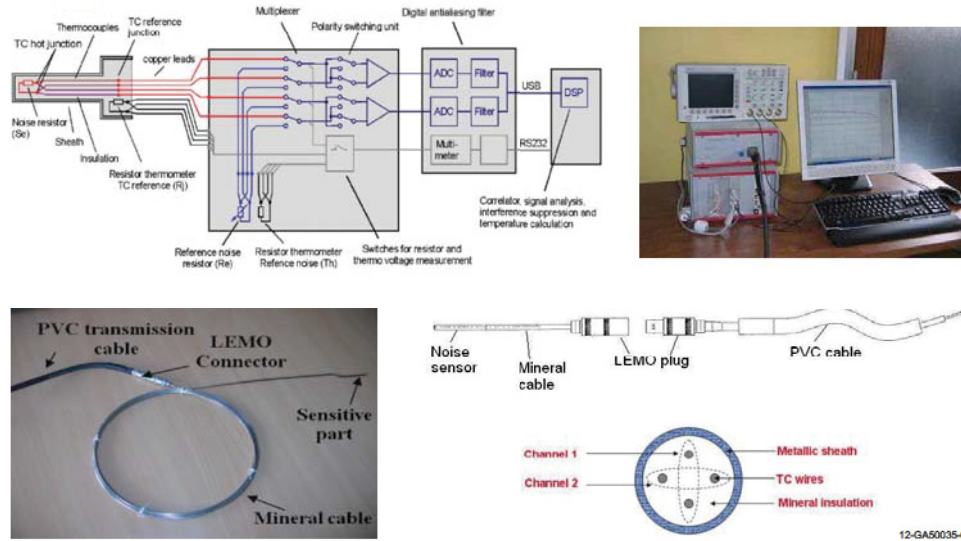 Multiplexer
Polarity switching unit
Digital antialiasing filter
Thermocouples
TC reference
junction
TC hot junction
copper leads
ADC
Filter
USB
DSP
ADC
Filter
Noise resistor
(Se)
Sheath
Insulation
Multi-
meter
RS232
Resistor thermometer
TC reference (Rj)
Correlator, signal analysis,
interference suppression and
temperature calculation
Reference noise
resistor (Re)
Resistor thermometer
Refence noise (Th)
Switches for resistor and
thermo voltage measurement
PVC transmission
cable
LEMO
Connector
Sensitive
part
Mineral cable
Noise
sensor
Mineral
cable
LEMO plug
PVC cable
Channel 1
Channel 2
Metallic sheath
TC wires
Mineral insulation